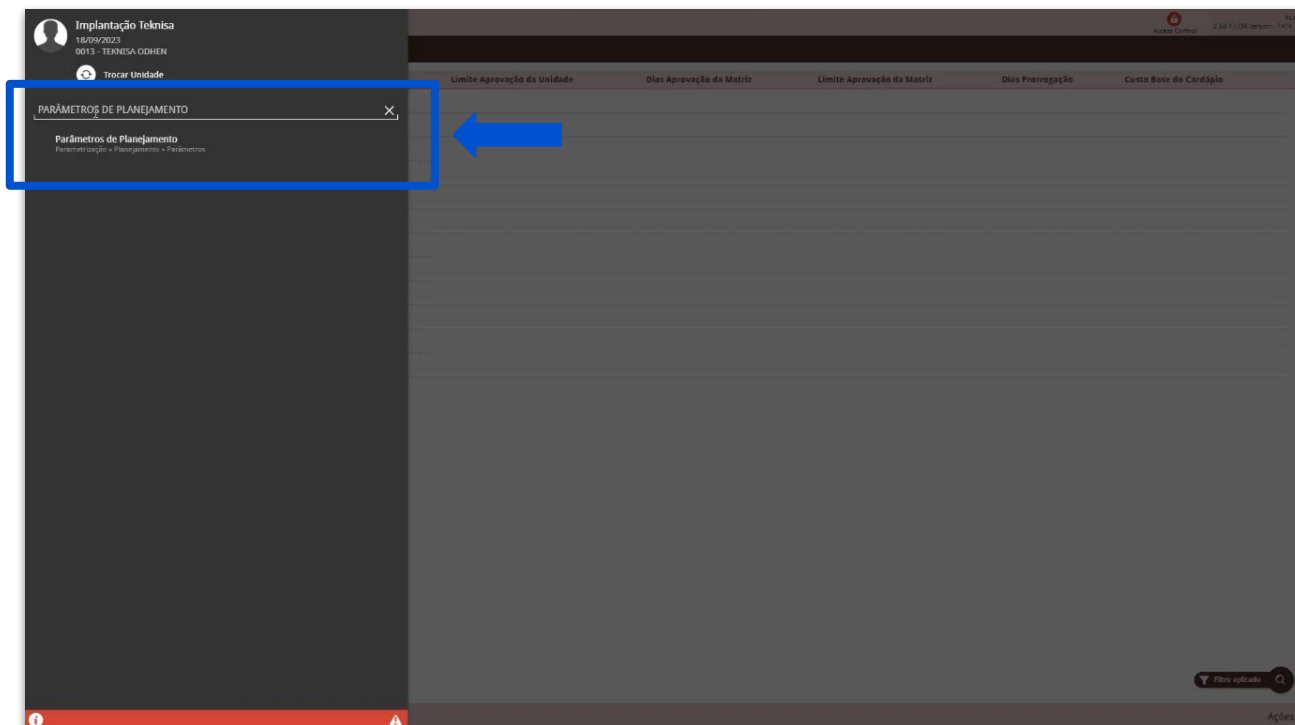 Implantação Teknisa
18/09/2023
0013 - TEKNISA ODHEN
Trocar Unidade
PARÂMETROS DE PLANEJAMENTO
Parâmetros de Planejamento
Parametrização » Planejamento » Parâmetros
Access Control
Limite Aprovação da Unidade
Dias Aprovação da Matriz
Limite Aprovação da Matriz
Dias Prorrogação
Custo Base do Cardápio
Filtro aplicado
Ações